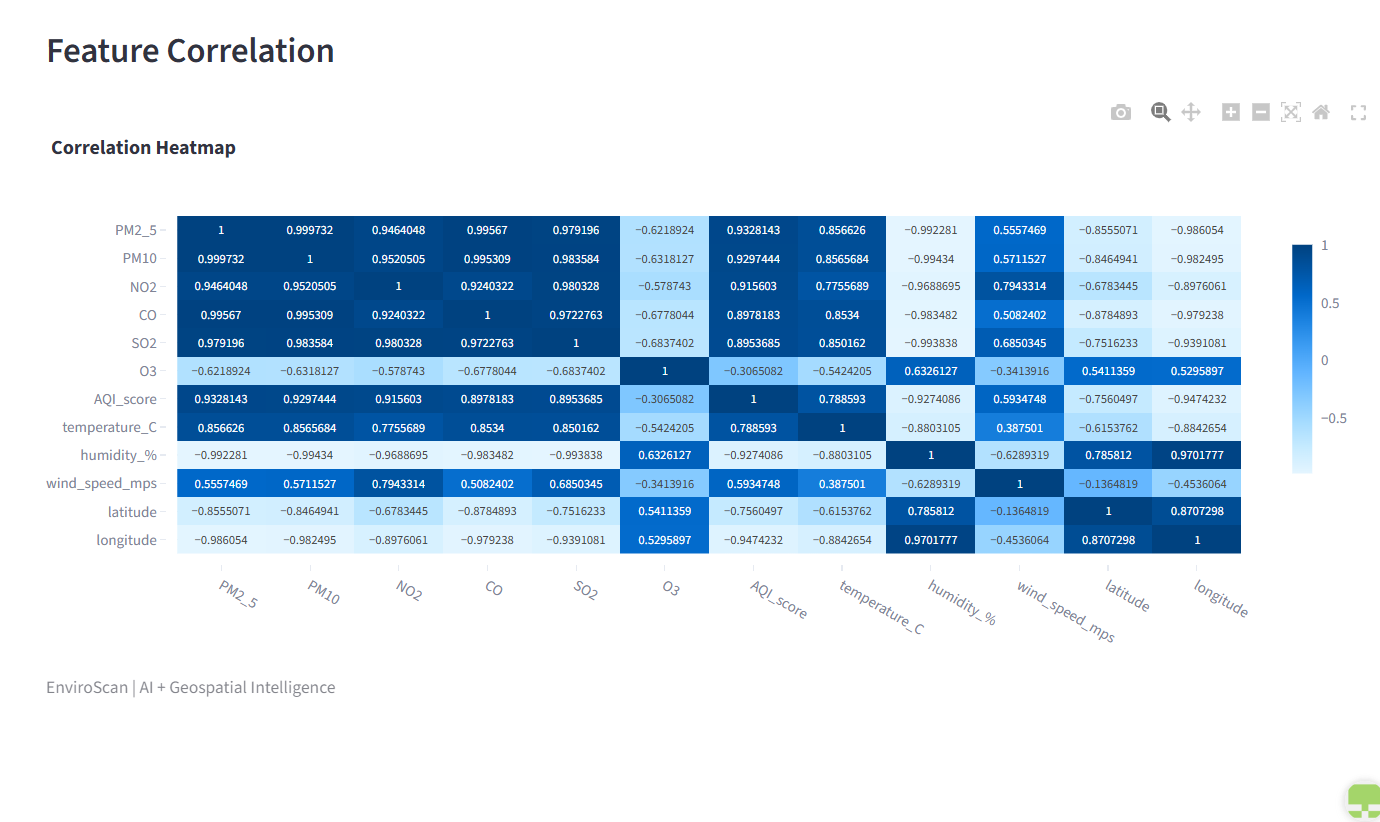 Feature Correlation
Correlation Heatmap
PM2_5 1 0.999732 0.9464048 0.99567 0.979196 −0.6218924 0.9328143 0.856626 −0.992281 0.5557469 −0.8555071 −0.986054
PM10 0.999732 1 0.9520505 0.995309 0.983584 −0.6318127 0.9297444 0.8565684 −0.99434 0.5711527 −0.8464941 −0.982495
NO2 0.9464048 0.9520505 1 0.9240322 0.980328 −0.578743 0.915603 0.7755689 −0.9688695 0.7943314 −0.6783445 −0.8976061
CO 0.99567 0.995309 0.9240322 1 0.9722763 −0.6778044 0.8978183 0.8534 −0.983482 0.5082402 −0.8784893 −0.979238
SO2 0.979196 0.983584 0.980328 0.9722763 1 −0.6837402 0.8953685 0.850162 −0.993838 0.6850345 −0.7516233 −0.9391081
O3 −0.6218924 −0.6318127 −0.578743 −0.6778044 −0.6837402 1 −0.3065082 −0.5424205 0.6326127 −0.3413916 0.5411359 0.5295897
AQI_score 0.9328143 0.9297444 0.915603 0.8978183 0.8953685 −0.3065082 1 0.788593 −0.9274086 0.5934748 −0.7560497 −0.9474232
temperature_C 0.856626 0.8565684 0.7755689 0.8534 0.850162 −0.5424205 0.788593 1 −0.8803105 0.387501 −0.6153762 −0.8842654
humidity_% −0.992281 −0.99434 −0.9688695 −0.983482 −0.993838 0.6326127 −0.9274086 −0.8803105 1 −0.6289319 0.785812 0.9701777
wind_speed_mps 0.5557469 0.5711527 0.7943314 0.5082402 0.6850345 −0.3413916 0.5934748 0.387501 −0.6289319 1 −0.1364819 −0.4536064
latitude −0.8555071 −0.8464941 −0.6783445 −0.8784893 −0.7516233 0.5411359 −0.7560497 −0.6153762 0.785812 −0.1364819 1 0.8707298
longitude −0.986054 −0.982495 −0.8976061 −0.979238 −0.9391081 0.5295897 −0.9474232 −0.8842654 0.9701777 −0.4536064 0.8707298 1
PM2_5 PM10 NO2 CO SO2 O3 AQI_score temperature_C humidity_% wind_speed_mps latitude longitude
1
0.5
0
−0.5
EnviroScan | AI + Geospatial Intelligence